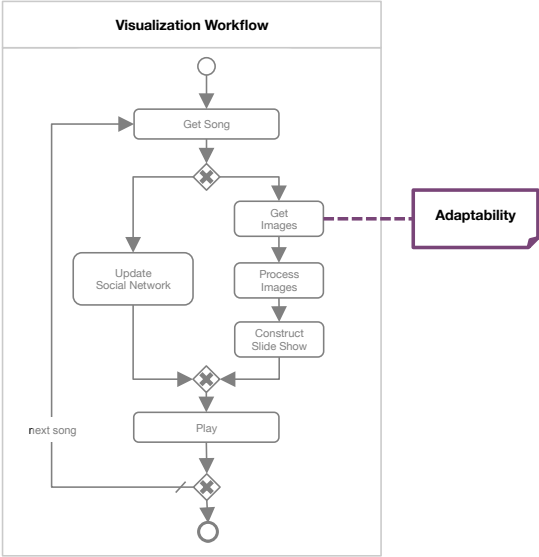 Visualization Workflow
Get Song
Get
Images
Adaptability
Update
Social Network
Process
Images
Construct
Slide Show
Play
next song